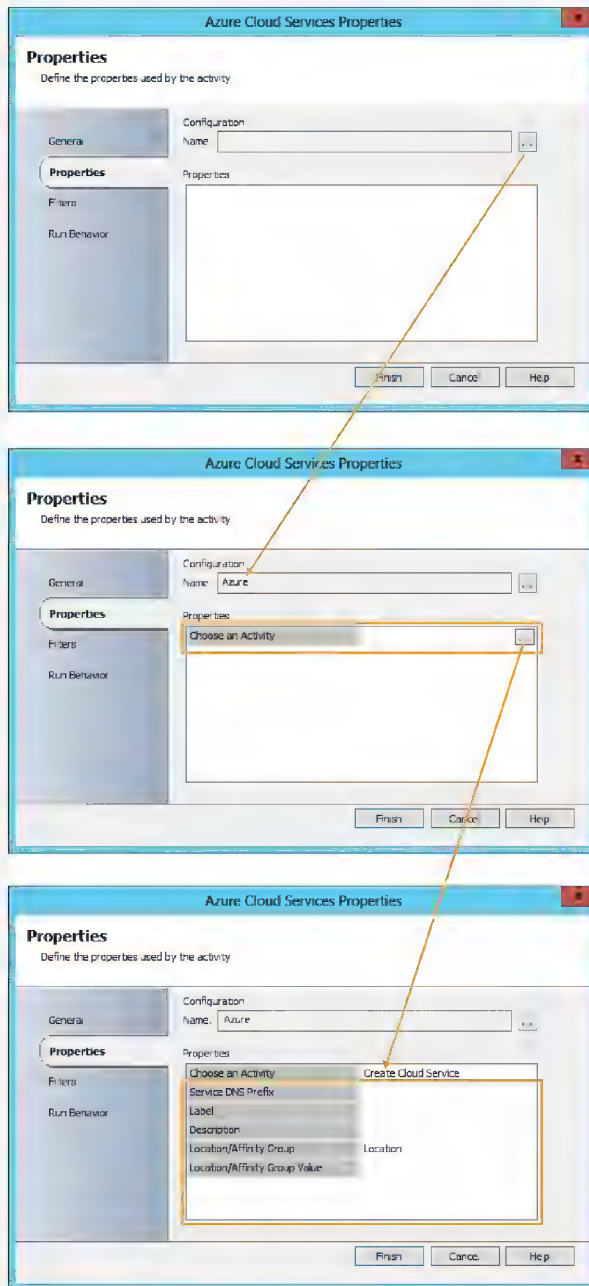 Azure Cloud Services Properties
x
Properties
Define the properties used by the activity
General
Properties
Filters
Run Behavior
Configuration
Name
...
Properties
Finish
Cancel
Help
Azure Cloud Services Properties
x
Properties
Define the properties used by the activity
General
Properties
Filters
Run Behavior
Configuration
Name Azure
...
Properties
Choose an Activity ...
Finish
Cancel
Help
Azure Cloud Services Properties
x
Properties
Define the properties used by the activity
General
Properties
Filters
Run Behavior
Configuration
Name. Azure
...
Properties
Choose an Activity Create Cloud Service
Service DNS Prefix
Label
Description
Location/Affinity Group Location
Location/Affinity Group Value
Finish
Cancel
Help